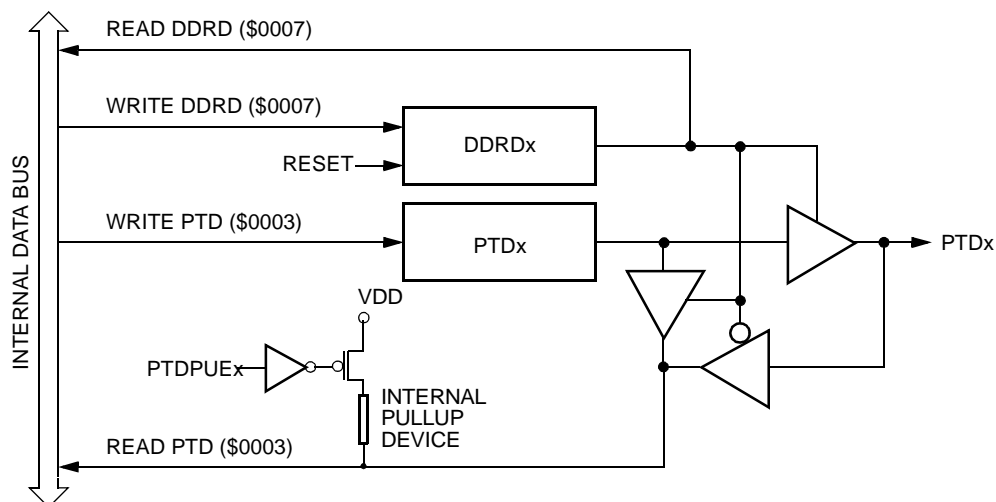 READ DDRD ($0007)
WRITE DDRD ($0007)
DDRDx
RESET
WRITE PTD ($0003)
PTDx
PTDx
INTERNAL DATA BUS
VDD
PTDPUEx
INTERNAL
PULLUP
DEVICE
READ PTD ($0003)